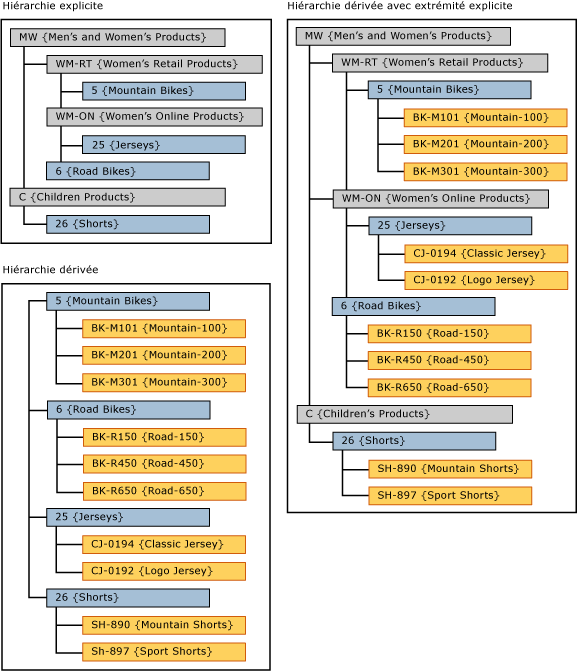 Hiérarchie explicite
MW {Men's and Women's Products}
WM-RT {Women's Retail Products}
5 {Mountain Bikes}
WM-ON {Women's Online Products}
25 {Jerseys}
6 {Road Bikes}
C {Children Products}
26 {Shorts}
Hiérarchie dérivée
5 {Mountain Bikes}
BK-M101 {Mountain-100}
BK-M201 {Mountain-200}
BK-M301 {Mountain-300}
6 {Road Bikes}
BK-R150 {Road-150}
BK-R450 {Road-450}
BK-R650 {Road-650}
25 {Jerseys}
CJ-0194 {Classic Jersey}
CJ-0192 {Logo Jersey}
26 {Shorts}
SH-890 {Mountain Shorts}
Sh-897 {Sport Shorts}
Hiérarchie dérivée avec extrémité explicite
MW {Men's and Women's Products}
WM-RT {Women's Retail Products}
5 {Mountain Bikes}
BK-M101 {Mountain-100}
BK-M201 {Mountain-200}
BK-M301 {Mountain-300}
WM-ON {Women's Online Products}
25 {Jerseys}
CJ-0194 {Classic Jersey}
CJ-0192 {Logo Jersey}
6 {Road Bikes}
BK-R150 {Road-150}
BK-R450 {Road-450}
BK-R650 {Road-650}
C {Children's Products}
26 {Shorts}
SH-890 {Mountain Shorts}
SH-897 {Sport Shorts}